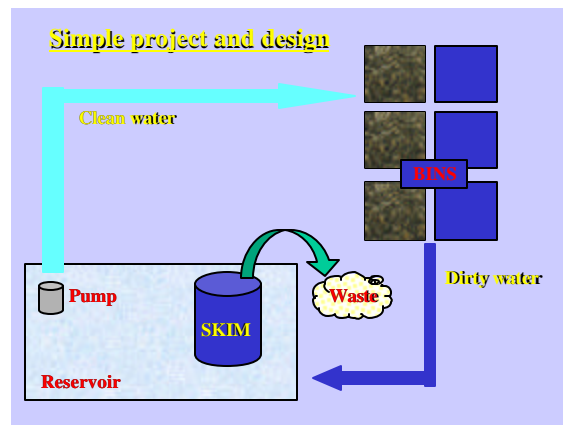 Simple project and design
Clean water
BINS
Dirty water
Pump
Waste
SKIM
Reservoir